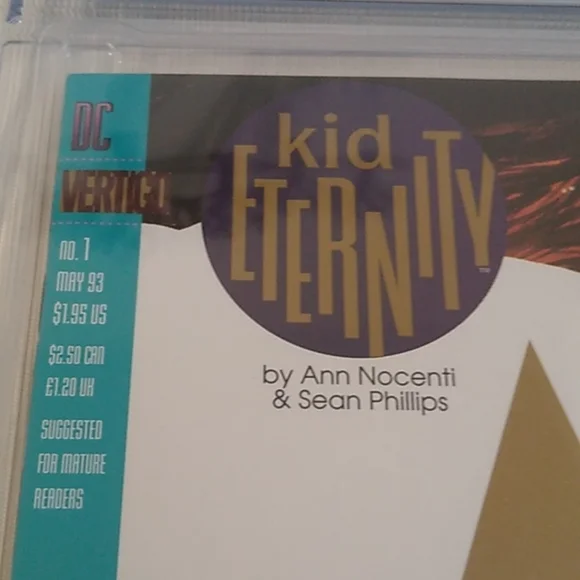 DC
VERTIGO
NO. 1
MAY 93
$1.95 US
$2.50 CAN
£1.20 UK
SUGGESTED
FOR MATURE
READERS
kid
ETERNITY
TM
by Ann Nocenti
& Sean Phillips